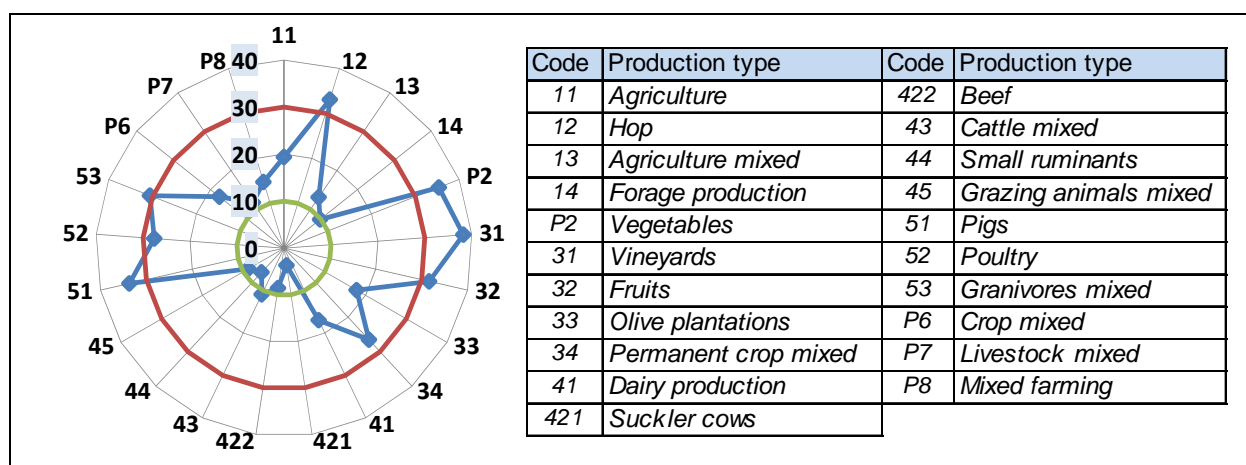 11
P8 40 12
P7 13
30
P6 14
20
53 P2
10
52 0 31
51 32
45 33
44 34
43 41
422 421
Code Production type Code Production type
11 Agriculture 422 Beef
12 Hop 43 Cattle mixed
13 Agriculture mixed 44 Small ruminants
14 Forage production 45 Grazing animals mixed
P2 Vegetables 51 Pigs
31 Vineyards 52 Poultry
32 Fruits 53 Granivores mixed
33 Olive plantations P6 Crop mixed
34 Permanent crop mixed P7 Livestock mixed
41 Dairy production P8 Mixed farming
421 Suckler cows